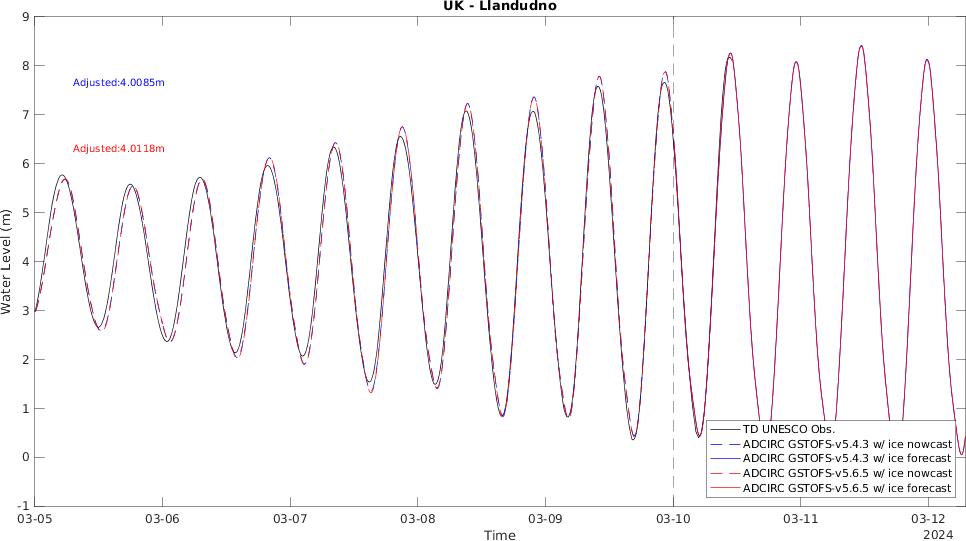 UK - Llandudno
9
8
7
6
5
4
3
2
1
0
-1
Water Level (m)
Adjusted:4.0085m
Adjusted:4.0118m
TD UNESCO Obs.
ADCIRC GSTOFS-v5.4.3 w/ ice nowcast
ADCIRC GSTOFS-v5.4.3 w/ ice forecast
ADCIRC GSTOFS-v5.6.5 w/ ice nowcast
ADCIRC GSTOFS-v5.6.5 w/ ice forecast
03-05 03-06 03-07 03-08 03-09 03-10 03-11 03-12
2024
Time